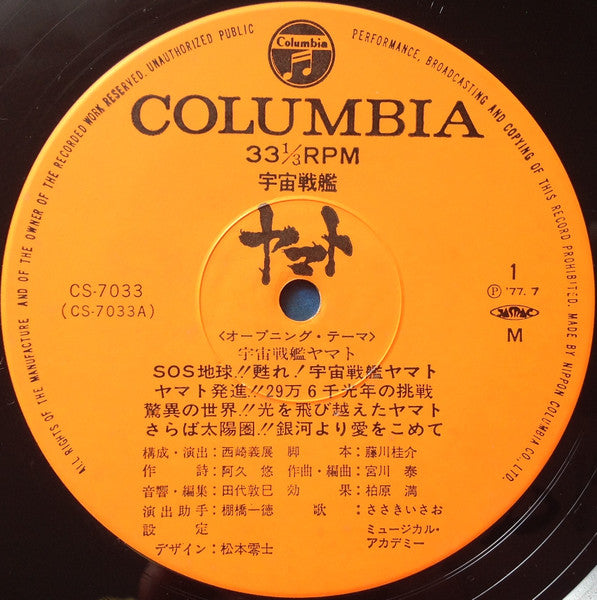 ALL RIGHTS OF THE MANUFACTURE AND OF THE OWNER OF THE RECORDED WORK RESERVED. UNAUTHORIZED PUBLIC PERFORMANCE, BROADCASTING AND COPYING OF THIS RECORD PROHIBITED. MADE BY NIPPON COLUMBIA CO., LTD.
Columbia
COLUMBIA
33⅓RPM
宇宙戦艦
ヤマト
CS-7033
(CS-7033A)
1
Ⓟ '77. 7
JASRAC
M
〈オープニング・テーマ〉
宇宙戦艦ヤマト
SOS地球!!甦れ!宇宙戦艦ヤマト
ヤマト発進!!29万6千光年の挑戦
驚異の世界!!光を飛び越えたヤマト
さらば太陽圏!!銀河より愛をこめて
構成・演出:西崎義展 脚本:藤川桂介
作詩:阿久悠 作曲・編曲:宮川泰
音響・編集:田代敦巳 効果:柏原満
演出助手:棚橋一徳 歌:ささきいさお
設定デザイン:松本零士 ミュージカル・アカデミー